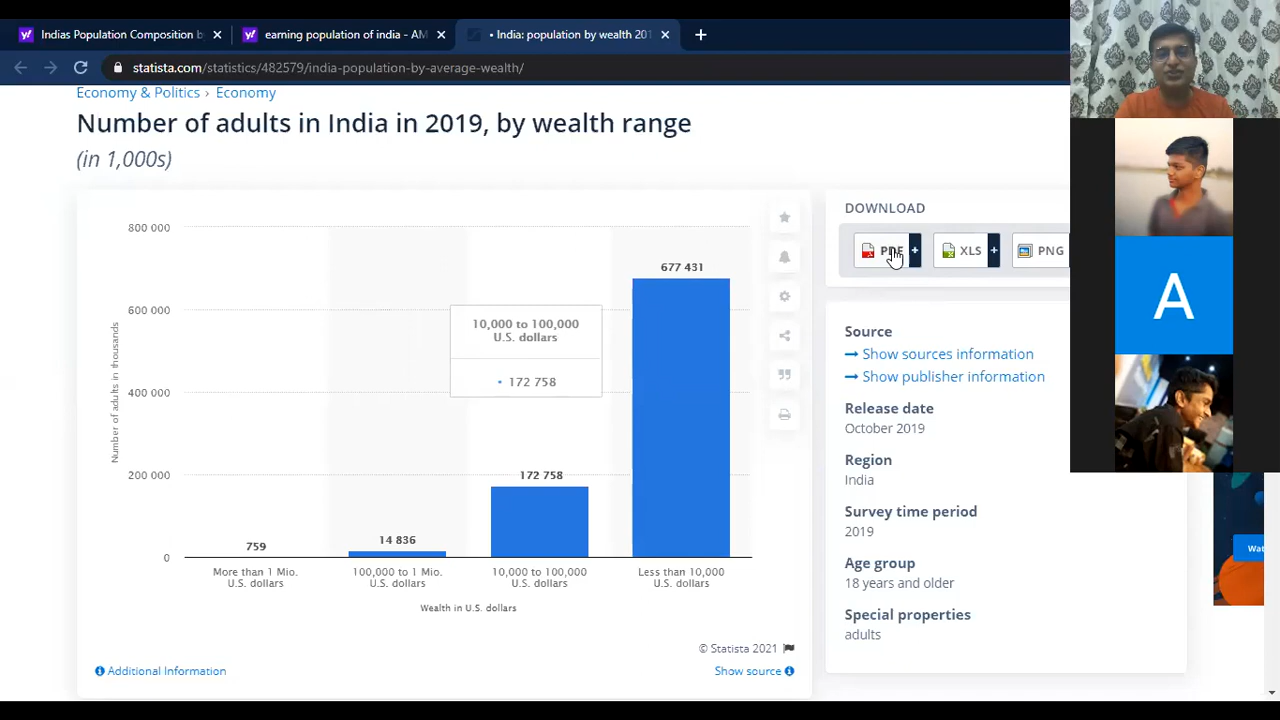 Indias Population Composition by
earning population of india - AM
• India: population by wealth 201
statista.com/statistics/482579/india-population-by-average-wealth/
Economy & Politics › Economy
Number of adults in India in 2019, by wealth range
(in 1,000s)
800 000
600 000
400 000
200 000
0
Number of adults in thousands
759
14 836
172 758
677 431
10,000 to 100,000
U.S. dollars
• 172 758
More than 1 Mio.
U.S. dollars
100,000 to 1 Mio.
U.S. dollars
10,000 to 100,000
U.S. dollars
Less than 10,000
U.S. dollars
Wealth in U.S. dollars
© Statista 2021
Additional Information
Show source
DOWNLOAD
PDF +
XLS +
PNG
Source
Show sources information
Show publisher information
Release date
October 2019
Region
India
Survey time period
2019
Age group
18 years and older
Special properties
adults
A
Wat